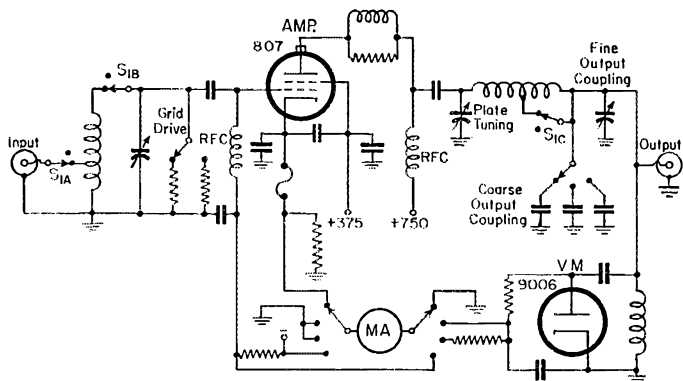 AMP.
807
S1B
Grid
Drive
RFC
Input
S1A
Fine
Output
Coupling
Plate
Tuning
S1C
RFC
Output
Coarse
Output
Coupling
+375
+750
VM
9006
MA